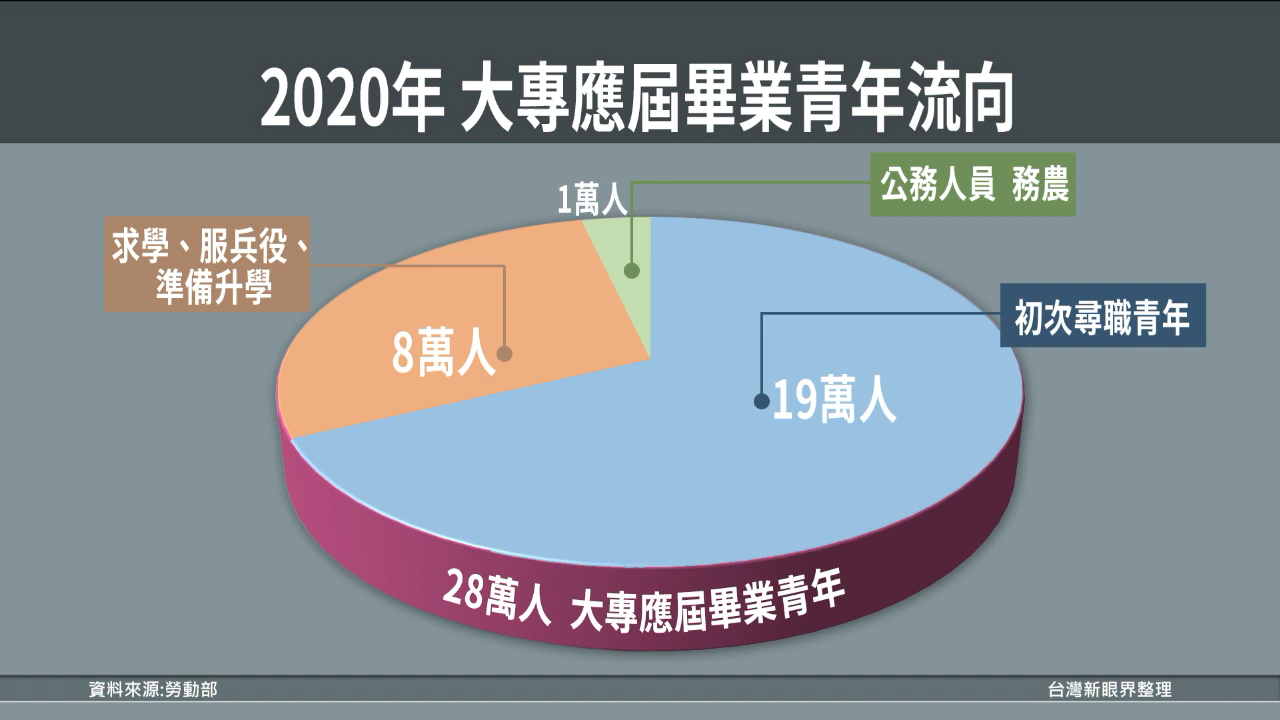 2020年 大專應屆畢業青年流向
公務人員 務農
1萬人
求學、服兵役、
準備升學
初次尋職青年
8萬人
19萬人
28萬人 大專應屆畢業青年
資料來源:勞動部
台灣新眼界整理